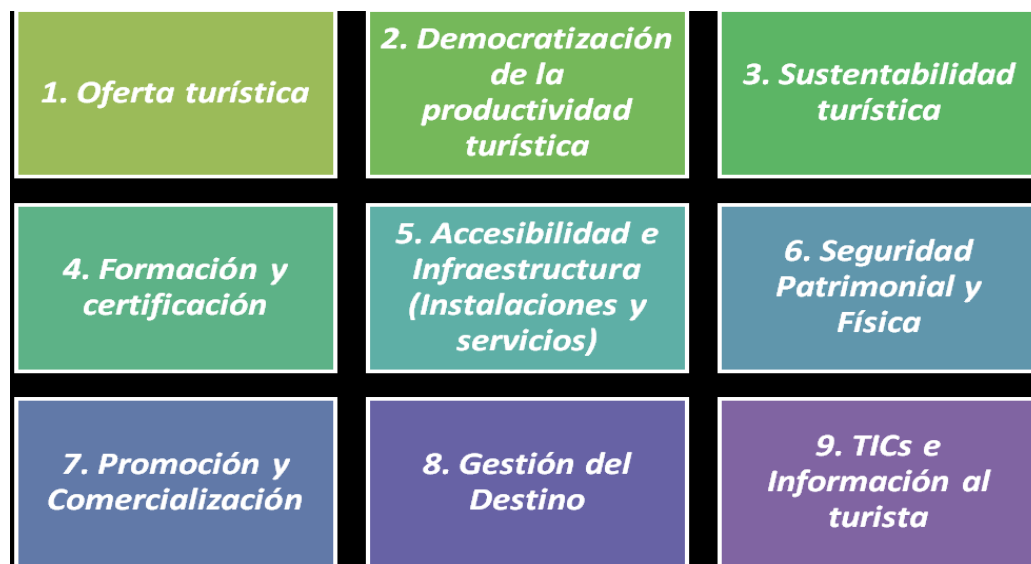 1. Oferta turística
2. Democratización
de la
productividad
turística
3. Sustentabilidad
turística
4. Formación y
certificación
5. Accesibilidad e
Infraestructura
(Instalaciones y
servicios)
6. Seguridad
Patrimonial y
Física
7. Promoción y
Comercialización
8. Gestión del
Destino
9. TICs e
Información al
turista